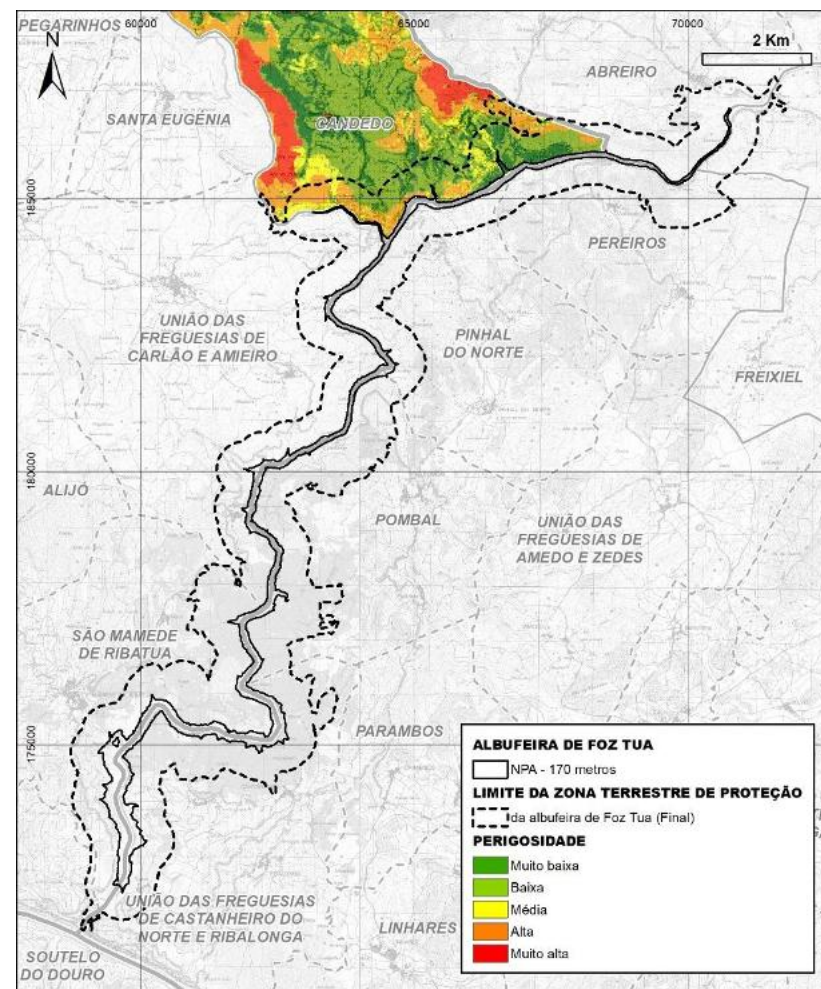 60000
65000
70000
PEGARINHOS
N
2 Km
ABREIRO
SANTA EUGÉNIA
CANDEDO
185000
PEREIROS
UNIÃO DAS
FREGUESIAS DE
CARLÃO E AMIEIRO
PINHAL
DO NORTE
FREIXIEL
180000
ALIJÓ
POMBAL
UNIÃO DAS
FREGUESIAS DE
AMEDO E ZEDES
SÃO MAMEDE
DE RIBATUA
175000
PARAMBOS
UNIÃO DAS FREGUESIAS
DE CASTANHEIRO DO
NORTE E RIBALONGA
LINHARES
SOUTELO
DO DOURO
ALBUFEIRA DE FOZ TUA
NPA - 170 metros
LIMITE DA ZONA TERRESTRE DE PROTEÇÃO
da albufeira de Foz Tua (Final)
PERIGOSIDADE
Muito baixa
Baixa
Média
Alta
Muito alta